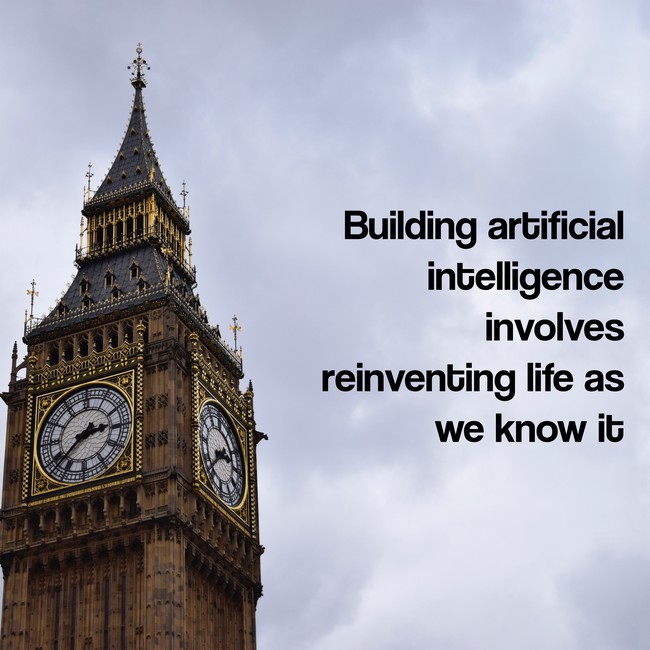 Building artificial
intelligence
involves
reinventing life as
we know it